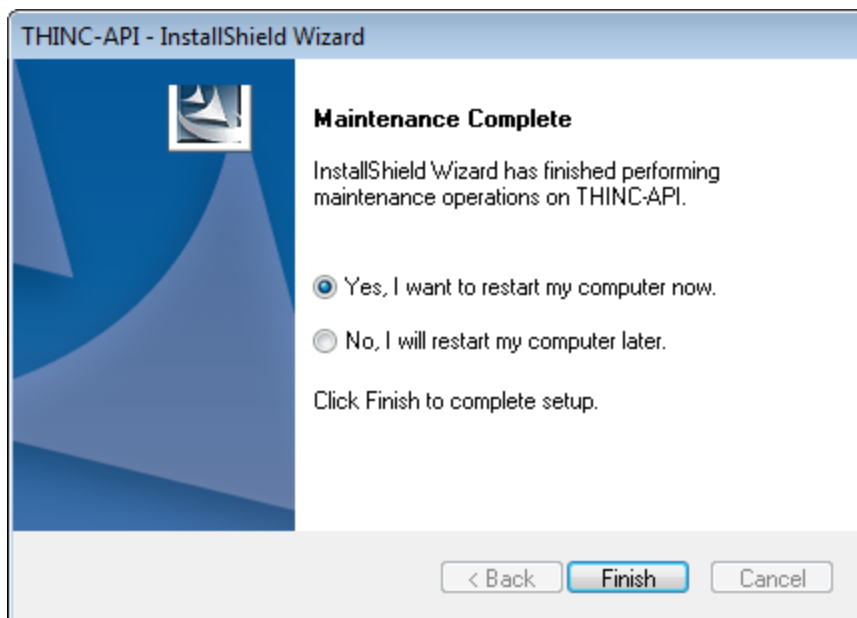 THINC-API - InstallShield Wizard
Maintenance Complete
InstallShield Wizard has finished performing
maintenance operations on THINC-API.
Yes, I want to restart my computer now.
No, I will restart my computer later.
Click Finish to complete setup.
< Back Finish Cancel